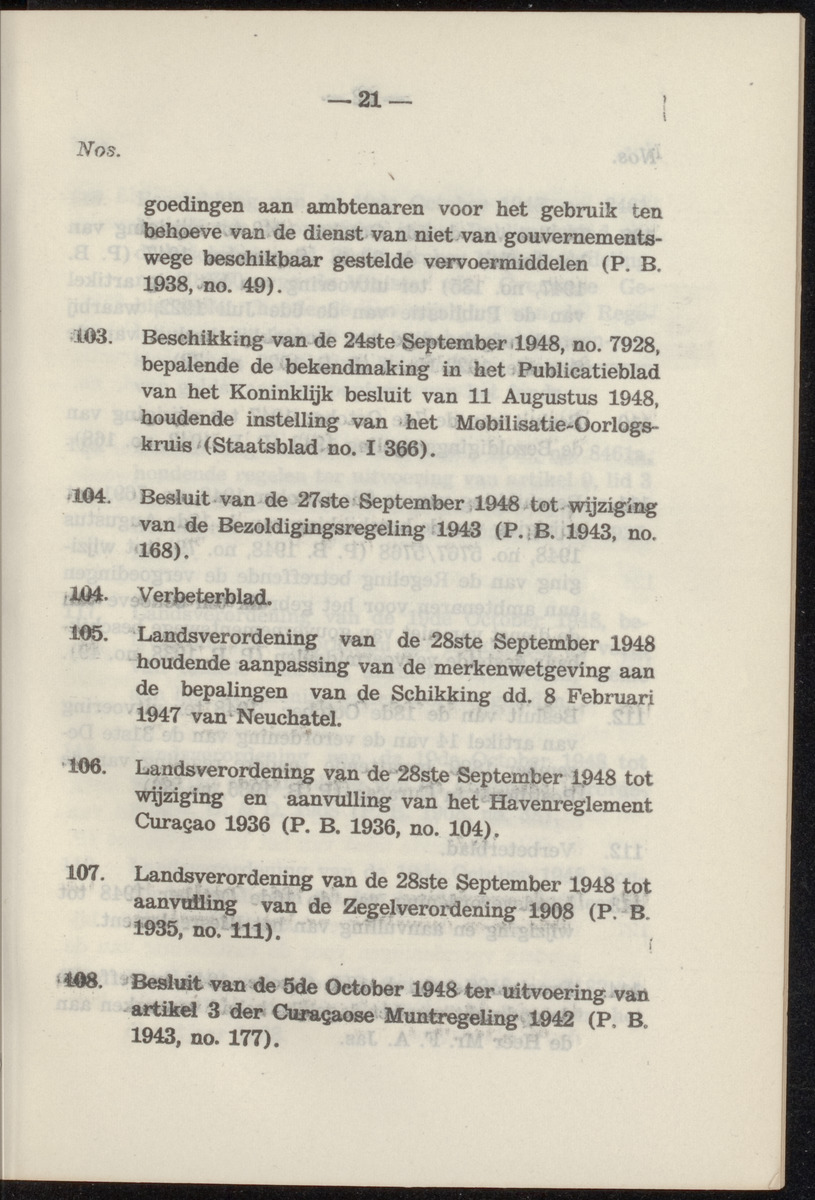 — 21 —
Nos.
goedingen aan ambtenaren voor het gebruik ten
behoeve van de dienst van niet van gouvernements-
wege beschikbaar gestelde vervoermiddelen (P. B.
1938, no. 49).
103. Beschikking van de 24ste September 1948, no. 7928,
bepalende de bekendmaking in het Publicatieblad
van het Koninklijk besluit van 11 Augustus 1948,
houdende instelling van het Mobilisatie-Oorlogs-
kruis (Staatsblad no. I 366).
104. Besluit van de 27ste September 1948 tot wijziging
van de Bezoldigingsregeling 1943 (P. B. 1943, no.
168).
104. Verbeterblad.
105. Landsverordening van de 28ste September 1948
houdende aanpassing van de merkenwetgeving aan
de bepalingen van de Schikking dd. 8 Februari
1947 van Neuchatel.
106. Landsverordening van de 28ste September 1948 tot
wijziging en aanvulling van het Havenreglement
Curaçao 1936 (P. B. 1936, no. 104).
107. Landsverordening van de 28ste September 1948 tot
aanvulling van de Zegelverordening 1908 (P. B.
1935, no. 111).
108. Besluit van de 5de October 1948 ter uitvoering van
artikel 3 der Curaçaose Muntregeling 1942 (P. B.
1943, no. 177).